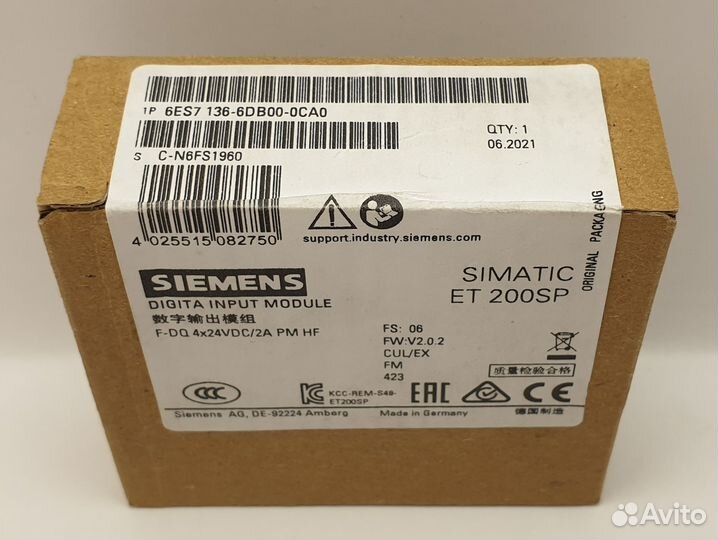 1P 6ES7 136-6DB00-0CA0
S C-N6FS1960
QTY: 1
06.2021
4 025515 082750
support.industry.siemens.com
ORIGINAL PACKAENG
SIEMENS
SIMATIC
ET 200SP
DIGITA INPUT MODULE
数字输出模组
F-DQ 4x24VDC/2A PM HF
FS: 06
FW:V2.0.2
CUL/EX
FM
423
质量检验合格
CCC
KCC-REM-S49-
ET200SP
EAC
CE
Siemens AG, DE-92224 Amberg
Made in Germany
德国制造
Avito